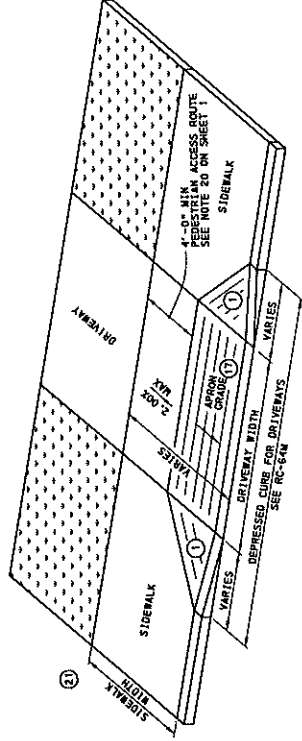 DRIVEWAY
4'-0" MIN
PEDESTRIAN ACCESS ROUTE
SEE NOTE 20 ON SHEET 1
SIDEWALK
2.00%
MAX
VARIES
APRON
GRADE
17
1
SIDEWALK
1
21
SIDEWALK
WIDTH
VARIES
DRIVEWAY WIDTH
VARIES
DEPRESSED CURB FOR DRIVEWAYS
SEE RC-64M